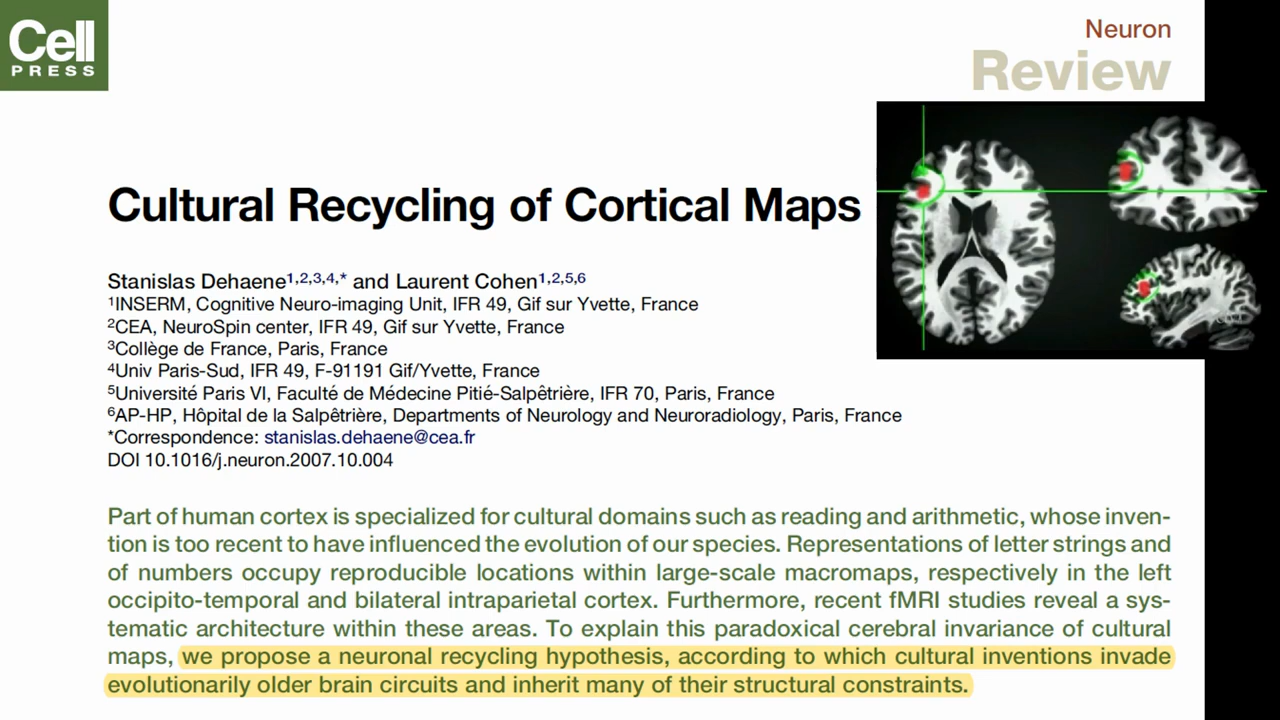 Cell
PRESS
Neuron
Review
Cultural Recycling of Cortical Maps
Stanislas Dehaene1,2,3,4,* and Laurent Cohen1,2,5,6
1INSERM, Cognitive Neuro-imaging Unit, IFR 49, Gif sur Yvette, France
2CEA, NeuroSpin center, IFR 49, Gif sur Yvette, France
3Collège de France, Paris, France
4Univ Paris-Sud, IFR 49, F-91191 Gif/Yvette, France
5Université Paris VI, Faculté de Médecine Pitié-Salpêtrière, IFR 70, Paris, France
6AP-HP, Hôpital de la Salpêtrière, Departments of Neurology and Neuroradiology, Paris, France
*Correspondence: stanislas.dehaene@cea.fr
DOI 10.1016/j.neuron.2007.10.004
Part of human cortex is specialized for cultural domains such as reading and arithmetic, whose inven-
tion is too recent to have influenced the evolution of our species. Representations of letter strings and
of numbers occupy reproducible locations within large-scale macromaps, respectively in the left
occipito-temporal and bilateral intraparietal cortex. Furthermore, recent fMRI studies reveal a sys-
tematic architecture within these areas. To explain this paradoxical cerebral invariance of cultural
maps, we propose a neuronal recycling hypothesis, according to which cultural inventions invade
evolutionarily older brain circuits and inherit many of their structural constraints.